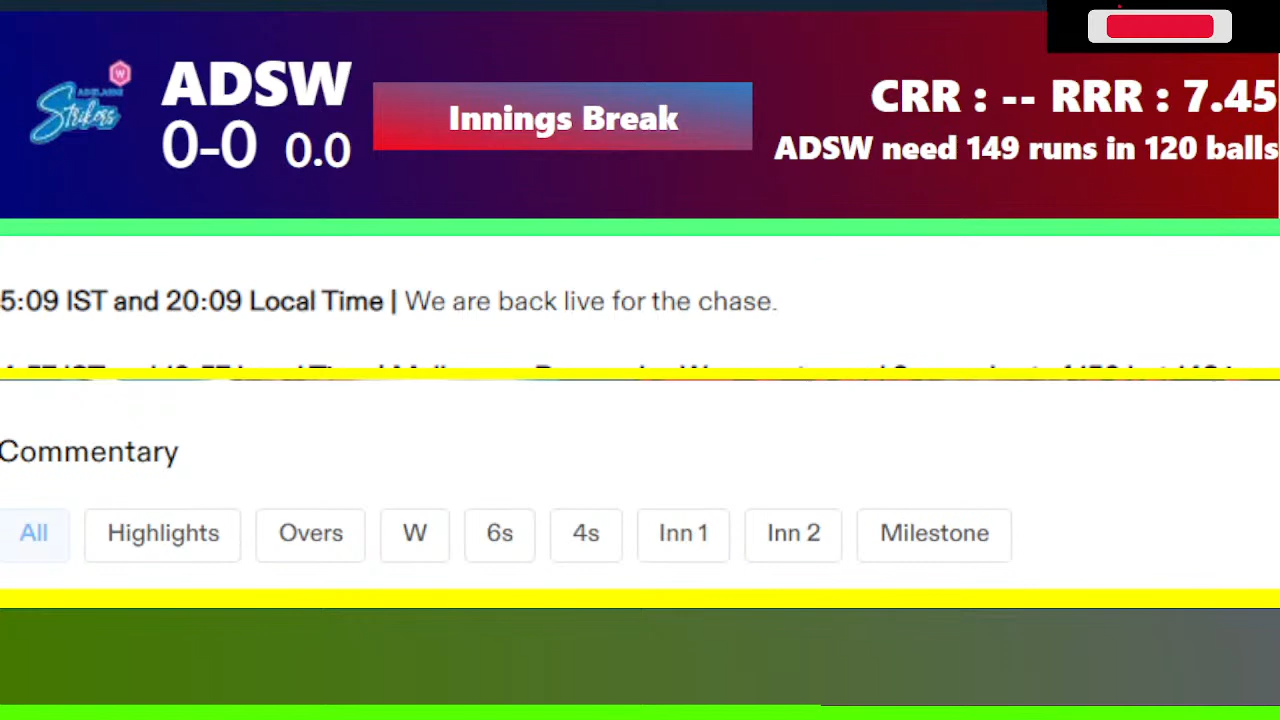 ADELAIDE
Strikers
W
ADSW
0-0 0.0
Innings Break
CRR : -- RRR : 7.45
ADSW need 149 runs in 120 balls
5:09 IST and 20:09 Local Time | We are back live for the chase.
Commentary
All Highlights Overs W 6s 4s Inn 1 Inn 2 Milestone